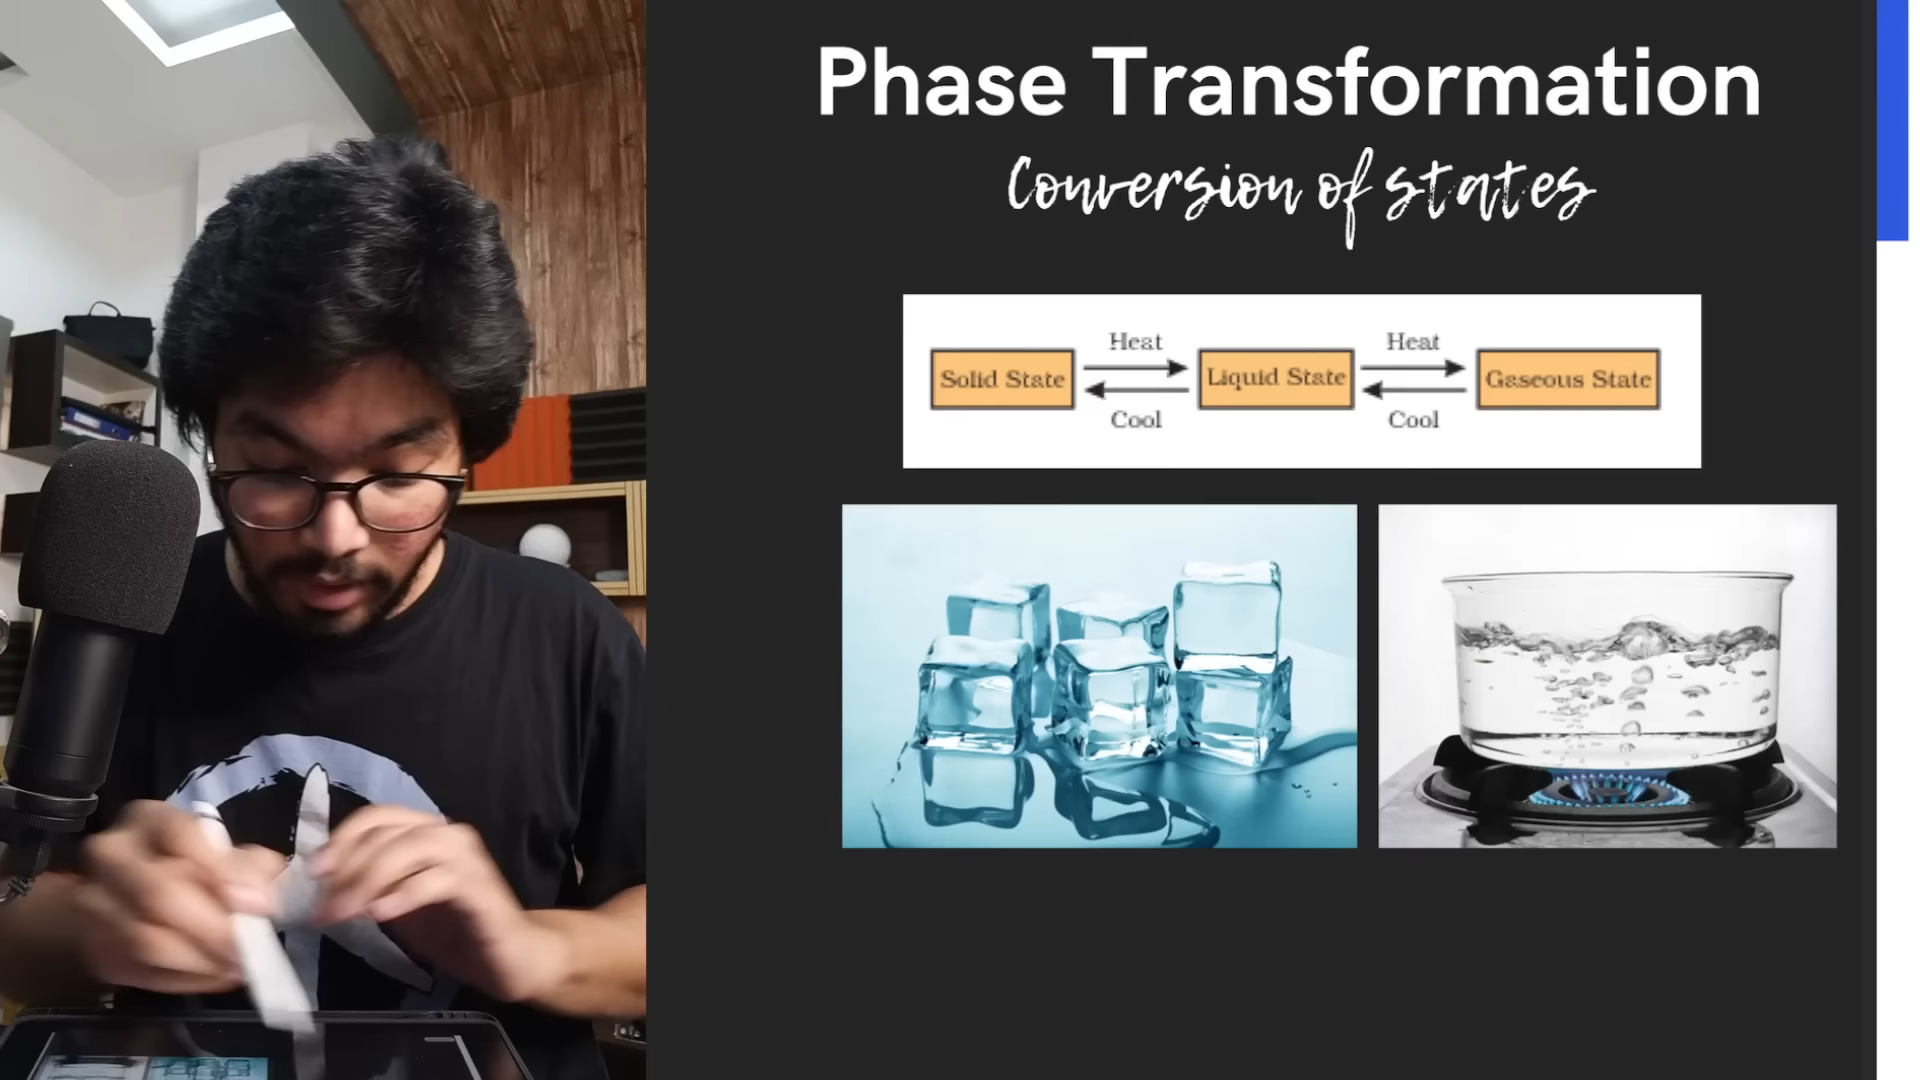 Phase Transformation
Conversion of states
Heat Heat
Solid State Liquid State Gaseous State
Cool Cool